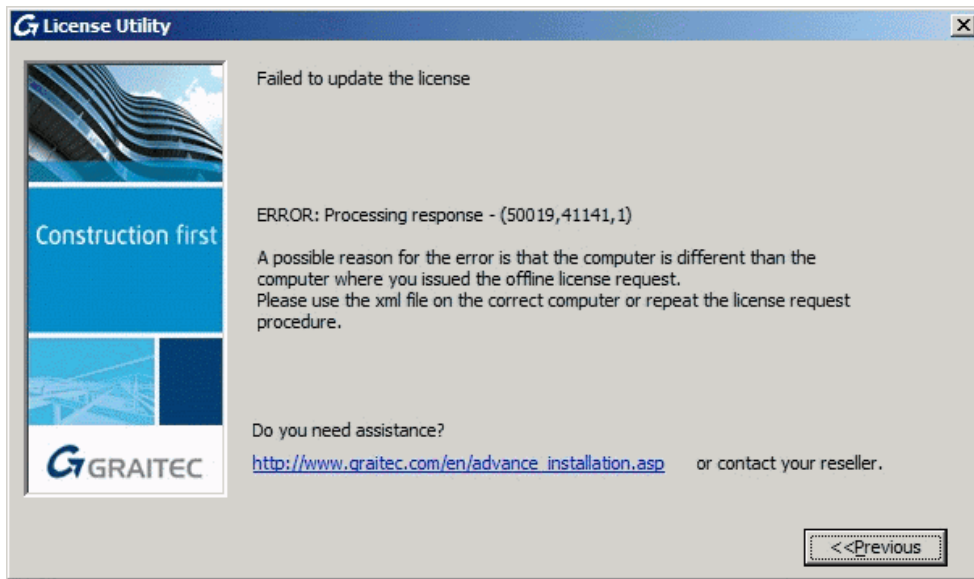 License Utility
Failed to update the license
ERROR: Processing response - (50019,41141,1)
A possible reason for the error is that the computer is different than the
computer where you issued the offline license request.
Please use the xml file on the correct computer or repeat the license request
procedure.
Construction first
GRAITEC
Do you need assistance?
http://www.graitec.com/en/advance_installation.asp or contact your reseller.
<<Previous